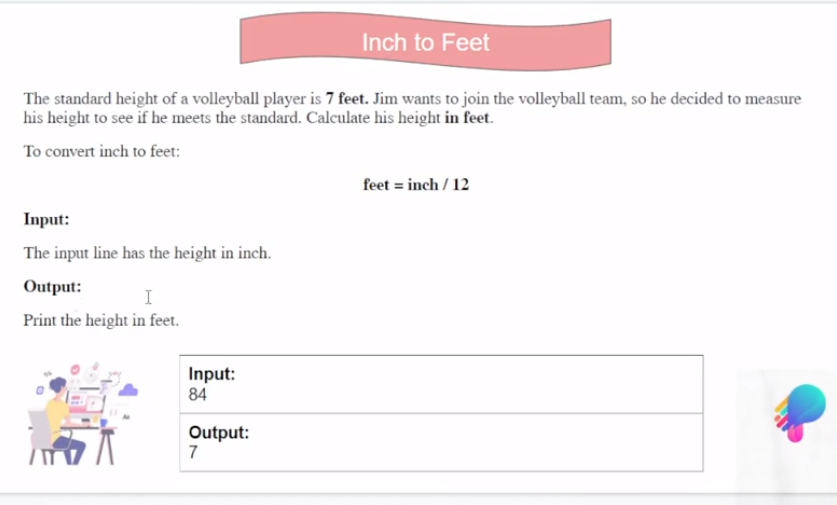 Inch to Feet
The standard height of a volleyball player is 7 feet. Jim wants to join the volleyball team, so he decided to measure
his height to see if he meets the standard. Calculate his height in feet.
To convert inch to feet:
feet = inch / 12
Input:
The input line has the height in inch.
Output:
Print the height in feet.
Input:
84
Output:
7